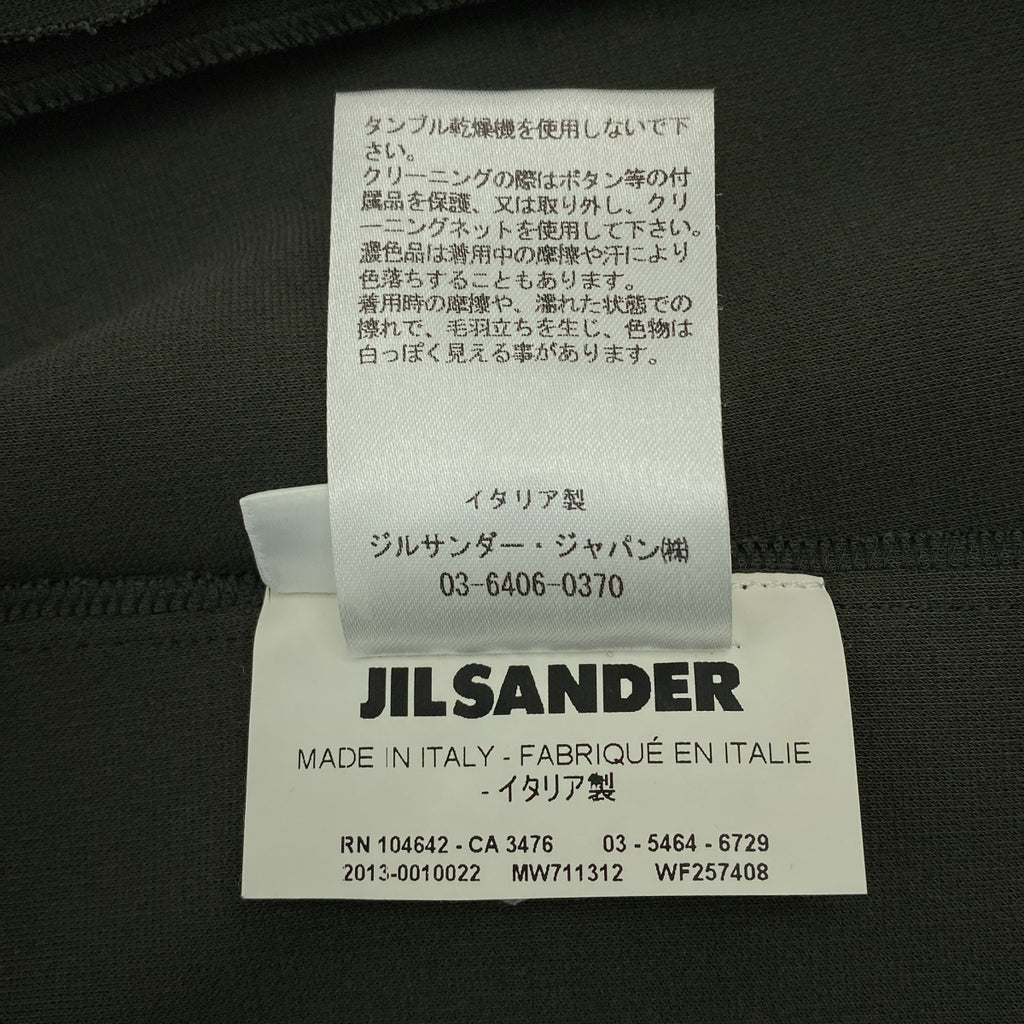 タンブル乾燥機を使用しないで下
さい。
クリーニングの際はボタン等の付
属品を保護、又は取り外し、クリ
ーニングネットを使用して下さい。
濃色品は着用中の摩擦や汗により
色落ちすることもあります。
着用時の摩擦や、濡れた状態での
擦れで、毛羽立ちを生じ、色物は
白っぽく見える事があります。
イタリア製
ジルサンダー・ジャパン㈱
03-6406-0370
JIL SANDER
MADE IN ITALY - FABRIQUÉ EN ITALIE
- イタリア製
RN 104642 - CA 3476 03 - 5464 - 6729
2013-0010022 MW711312 WF257408